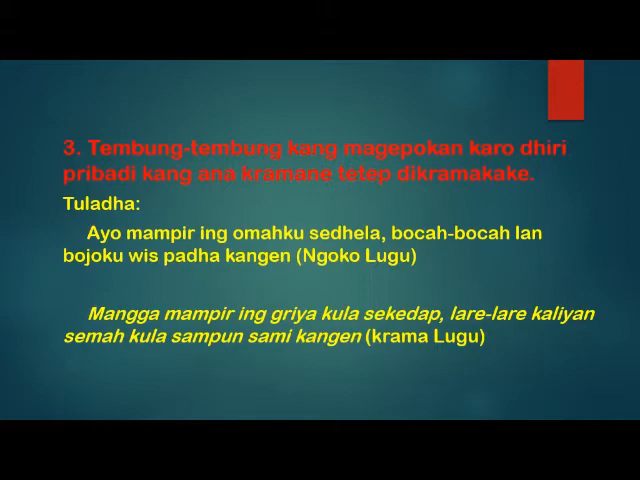 3. Tembung-tembung kang magepokan karo dhiri
pribadi kang ana kramane tetep dikramakake.
Tuladha:
Ayo mampir ing omahku sedhela, bocah-bocah lan
bojoku wis padha kangen (Ngoko Lugu)
Mangga mampir ing griya kula sekedap, lare-lare kaliyan
semah kula sampun sami kangen (krama Lugu)